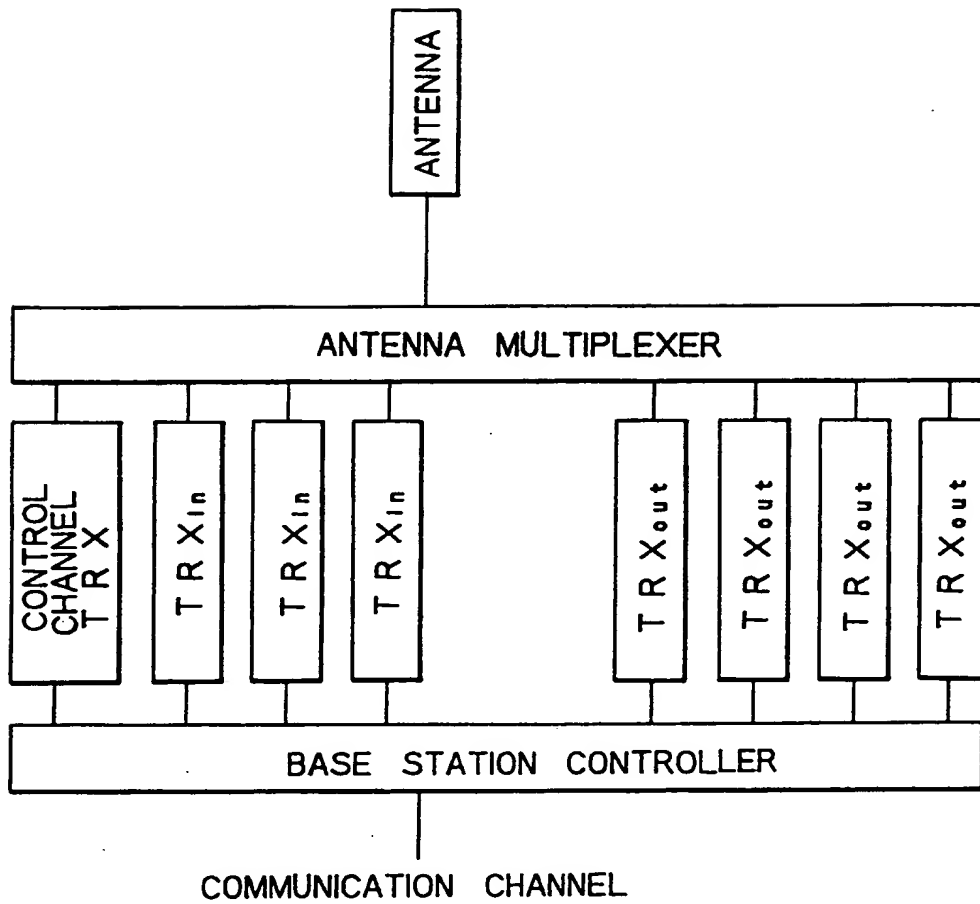 ANTENNA
ANTENNA MULTIPLEXER
CONTROL
CHANNEL
TRX
TRXin
TRXin
TRXin
TRXout
TRXout
TRXout
TRXout
BASE STATION CONTROLLER
COMMUNICATION CHANNEL